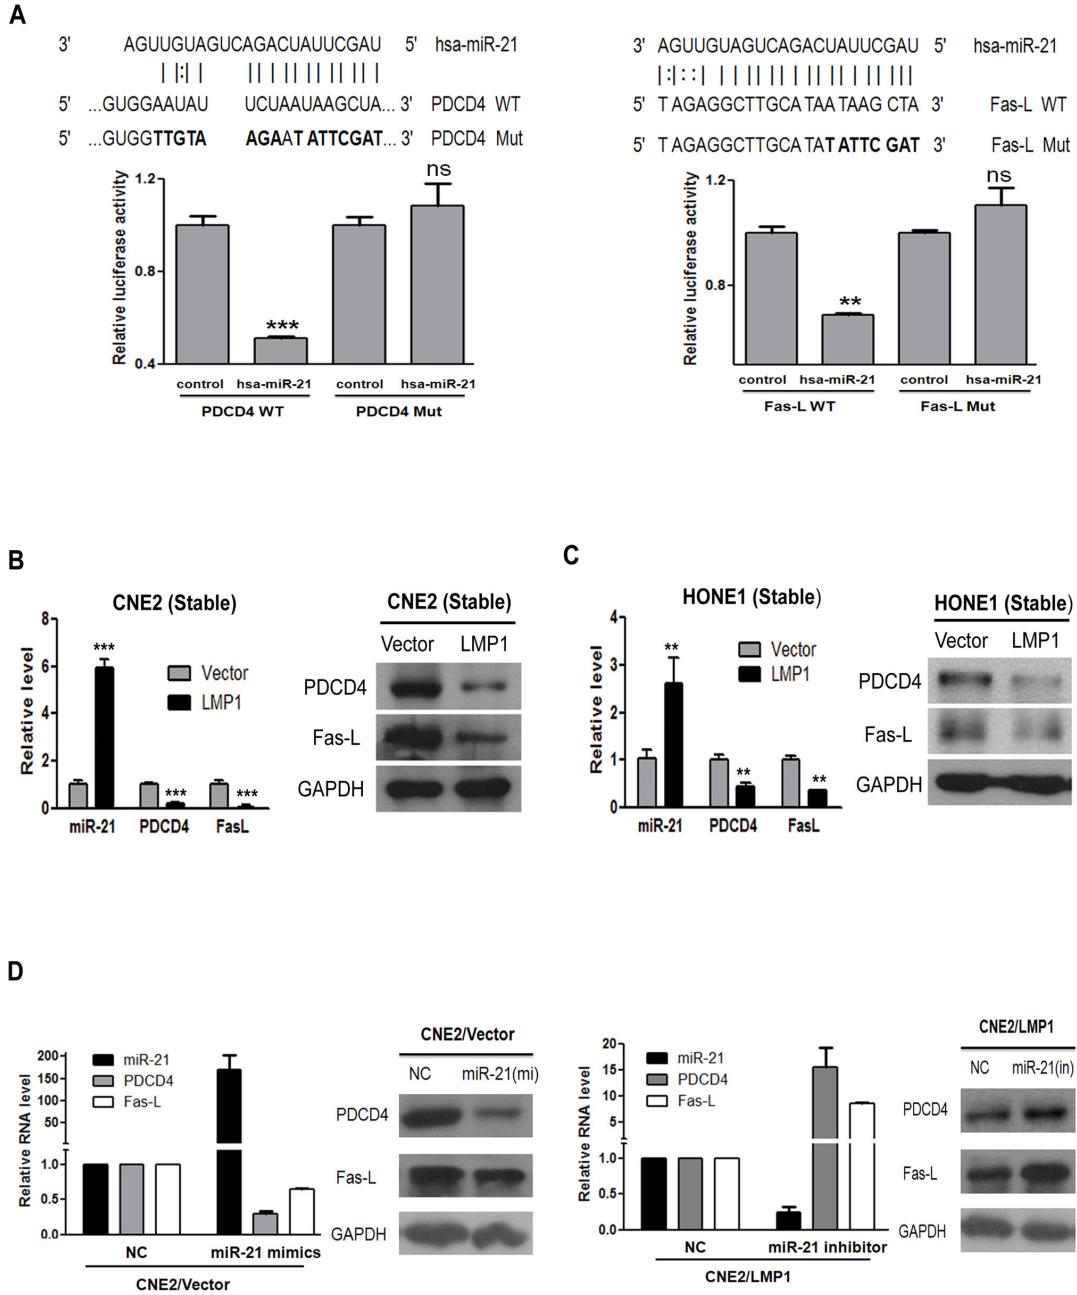 A
3' AGUUGUAGUCAGACUAUUCGAU 5' hsa-miR-21
5' ...GUGGAAUAU UCUAAUAAGCUA... 3' PDCD4 WT
5' ...GUGGTTGTA AGAAT ATTCGAT... 3' PDCD4 Mut
Relative luciferase activity
1.2
0.8
0.4
***
ns
control hsa-miR-21 control hsa-miR-21
PDCD4 WT PDCD4 Mut
3' AGUUGUAGUCAGACUAUUCGAU 5' hsa-miR-21
5' TAGAGGCTTGCA TAA TAAG CTA 3' Fas-L WT
5' T AGAGGCTTGCA TAT ATTC GAT 3' Fas-L Mut
Relative luciferase activity
1.2
0.8
**
ns
control hsa-miR-21 control hsa-miR-21
Fas-L WT Fas-L Mut
B
CNE2 (Stable)
Relative level
8
6
4
2
0
***
***
***
Vector
LMP1
miR-21 PDCD4 FasL
CNE2 (Stable)
Vector LMP1
PDCD4
Fas-L
GAPDH
C
HONE1 (Stable)
Relative level
4
3
2
1
0
**
**
**
Vector
LMP1
miR-21 PDCD4 FasL
HONE1 (Stable)
Vector LMP1
PDCD4
Fas-L
GAPDH
D
Relative RNA level
200
150
100
50
1.0
0.5
0.0
miR-21
PDCD4
Fas-L
NC miR-21 mimics
CNE2/Vector
CNE2/Vector
NC miR-21(mi)
PDCD4
Fas-L
GAPDH
Relative RNA level
20
15
10
5
1.0
0.5
0.0
miR-21
PDCD4
Fas-L
NC miR-21 inhibitor
CNE2/LMP1
CNE2/LMP1
NC miR-21(in)
PDCD4
Fas-L
GAPDH